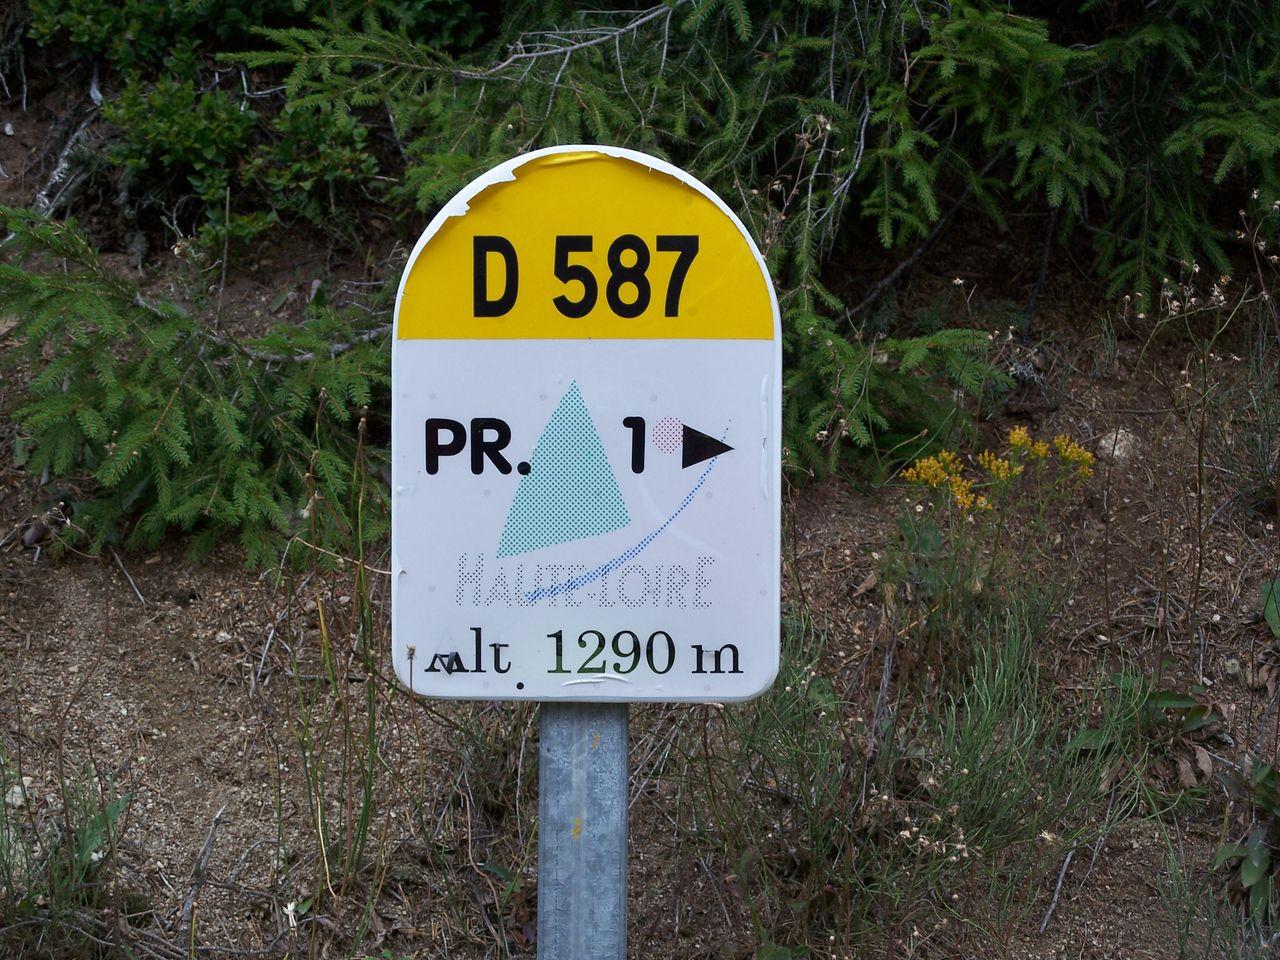 D 587
PR. 1
HAUTE-LOIRE
Alt 1290 m